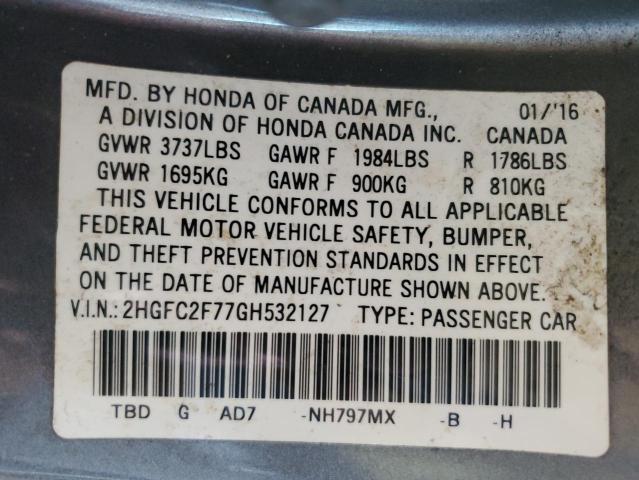 MFD. BY HONDA OF CANADA MFG., 01/'16
A DIVISION OF HONDA CANADA INC. CANADA
GVWR 3737LBS GAWR F 1984LBS R 1786LBS
GVWR 1695KG GAWR F 900KG R 810KG
THIS VEHICLE CONFORMS TO ALL APPLICABLE
FEDERAL MOTOR VEHICLE SAFETY, BUMPER,
AND THEFT PREVENTION STANDARDS IN EFFECT
ON THE DATE OF MANUFACTURE SHOWN ABOVE.
V.I.N.: 2HGFC2F77GH532127 TYPE: PASSENGER CAR
TBD G AD7 -NH797MX -B -H